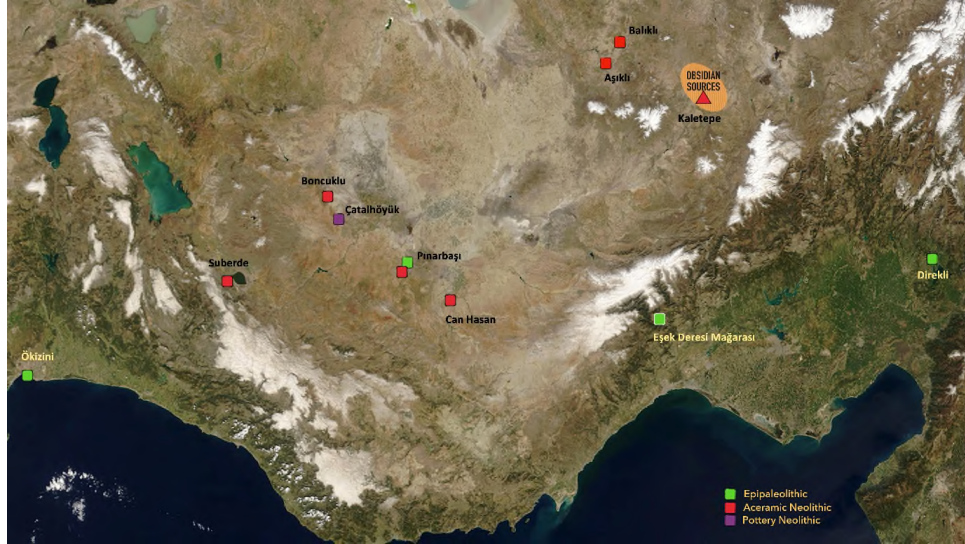 Balıklı
Aşıklı
OBSIDIAN
SOURCES
Kaletepe
Boncuklu
Çatalhöyük
Pınarbaşı
Suberde
Can Hasan
Direkli
Eşek Deresi Mağarası
Ökizini
Epipaleolithic
Aceramic Neolithic
Pottery Neolithic